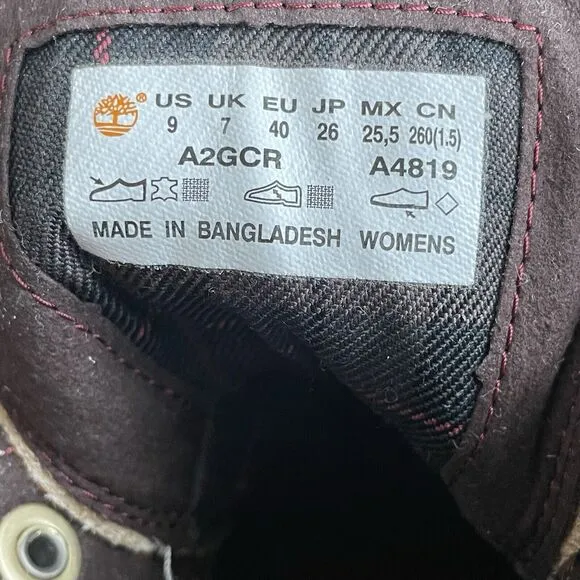 ® US UK EU JP MX CN
9 7 40 26 25,5 260(1.5)
A2GCR A4819
MADE IN BANGLADESH WOMENS